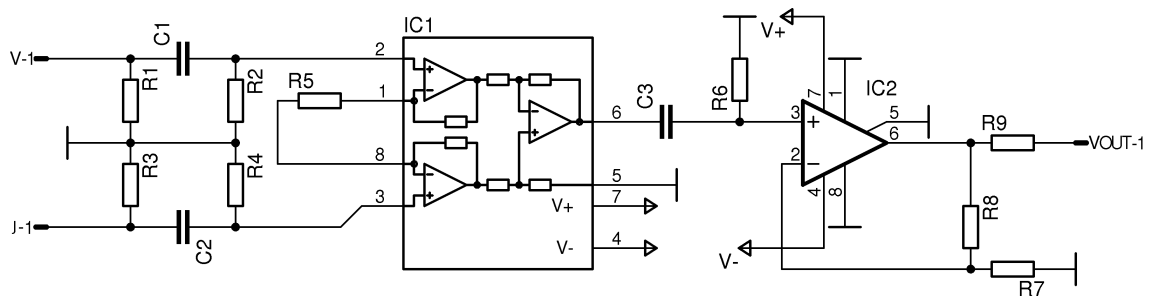 V-1
C1
R1
R2
R3
R4
J-1
C2
R5
IC1
2
1
8
3
6
5
7
4
V+
V-
C3
R6
V+
7
1
IC2
3
2
5
6
4
8
V-
R9
VOUT-1
R8
R7